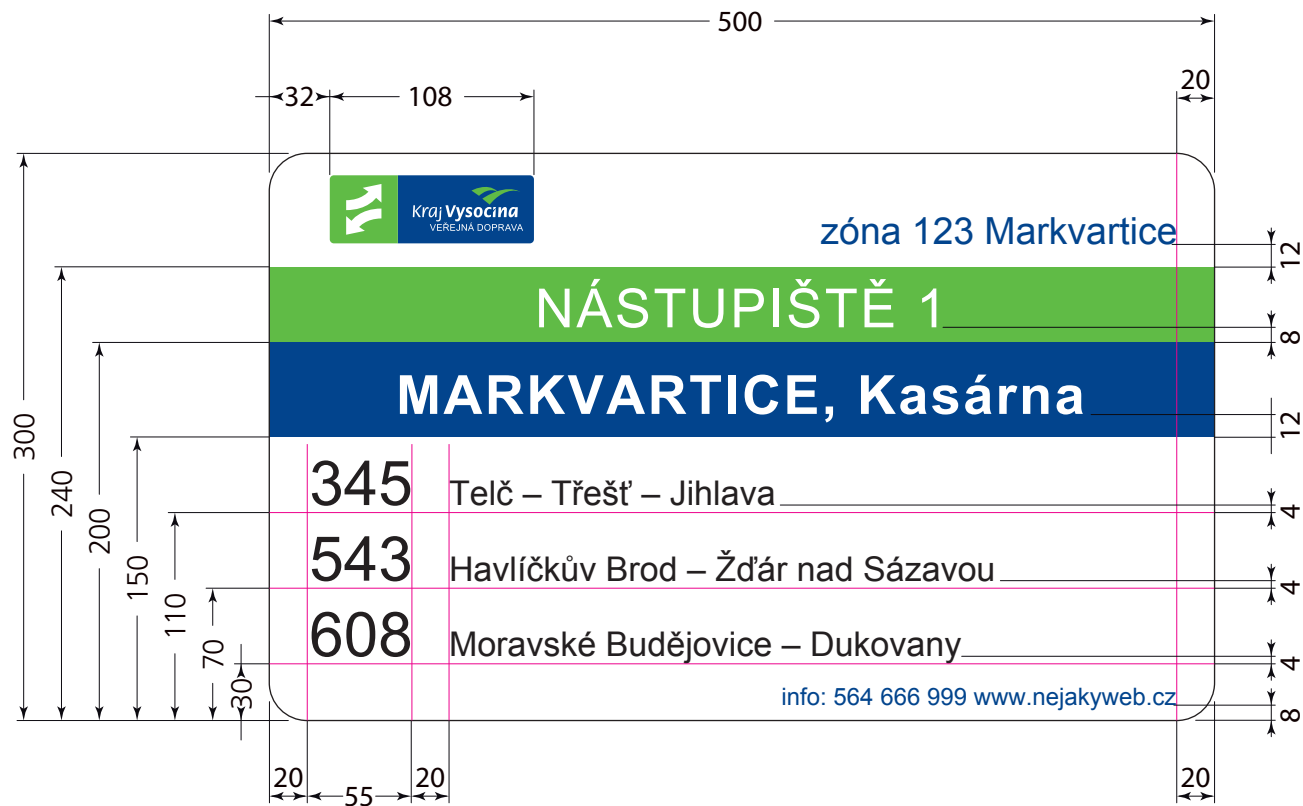 500
32
108
20
Kraj Vysočina
VEŘEJNÁ DOPRAVA
zóna 123 Markvartice
12
NÁSTUPIŠTĚ 1
8
MARKVARTICE, Kasárna
12
300
240
200
150
110
70
30
345 Telč – Třešť – Jihlava
4
543 Havlíčkův Brod – Žďár nad Sázavou
4
608 Moravské Budějovice – Dukovany
4
info: 564 666 999 www.nejakyweb.cz
8
20
55
20
20